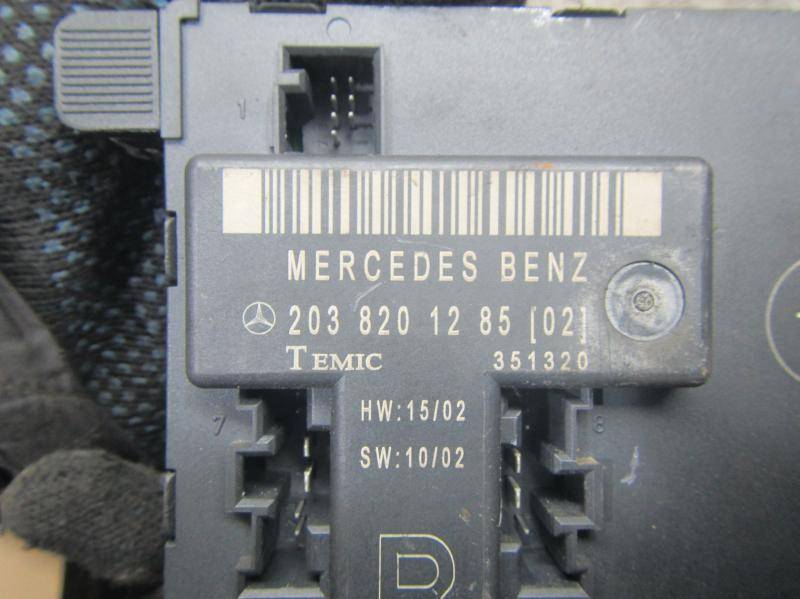 1
MERCEDES BENZ
203 820 12 85 [02]
TEMIC 351320
7 HW:15/02 8
SW:10/02
R